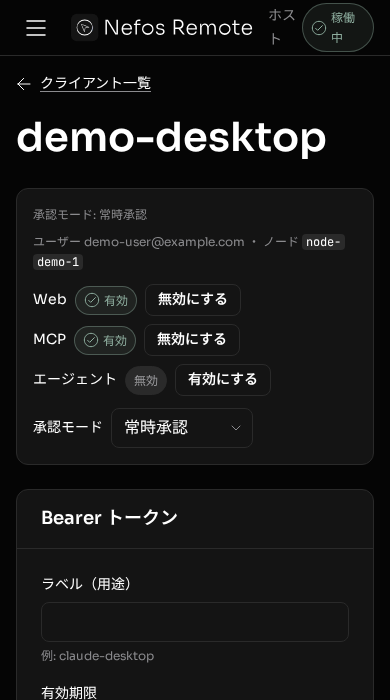 Nefos Remote
ホス
ト
稼働
中
クライアント一覧
demo-desktop
承認モード: 常時承認
ユーザー demo-user@example.com ・ ノード node-
demo-1
Web 有効 無効にする
MCP 有効 無効にする
エージェント 無効 有効にする
承認モード 常時承認
Bearer トークン
ラベル（用途）
例: claude-desktop
有効期限